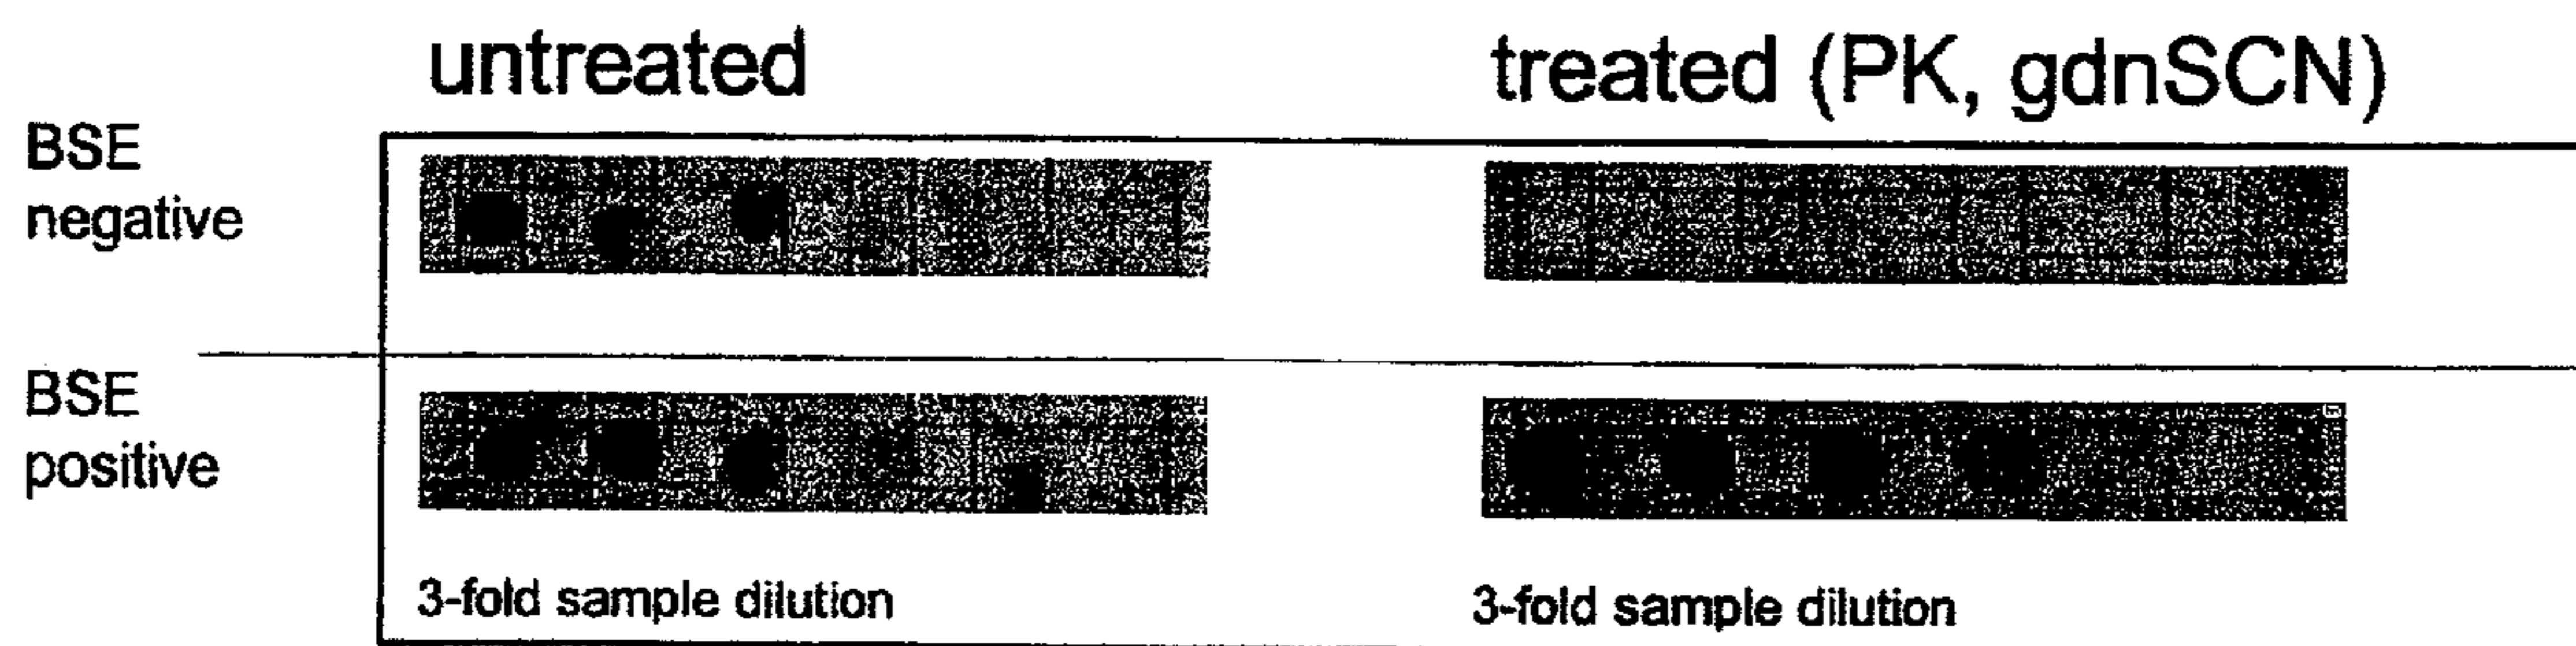 untreated
treated (PK, gdnSCN)
BSE
negative
BSE
positive
3-fold sample dilution
3-fold sample dilution